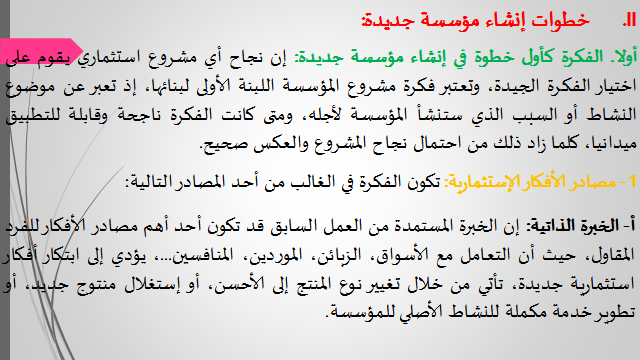 II. خطوات إنشاء مؤسسة جديدة:
أولا. الفكرة كأول خطوة في إنشاء مؤسسة جديدة: إن نجاح أي مشروع استثماري يقوم على
اختيار الفكرة الجيدة، وتعتبر فكرة مشروع المؤسسة اللبنة الأولى لبنائها، إذ تعبر عن موضوع
النشاط أو السبب الذي ستنشأ المؤسسة لأجله، ومتى كانت الفكرة ناجحة وقابلة للتطبيق
ميدانيا، كلما زاد ذلك من احتمال نجاح المشروع والعكس صحيح.
1- مصادر الأفكار الإستثمارية: تكون الفكرة في الغالب من أحد المصادر التالية:
أ- الخبرة الذاتية: إن الخبرة المستمدة من العمل السابق قد تكون أحد أهم مصادر الأفكار للفرد
المقاول، حيث أن التعامل مع الأسواق، الزبائن، الموردين، المنافسين...، يؤدي إلى ابتكار أفكار
استثمارية جديدة، تأتي من خلال تغيير نوع المنتج إلى الأحسن، أو إستغلال منتوج جديد، أو
تطوير خدمة مكملة للنشاط الأصلي للمؤسسة.